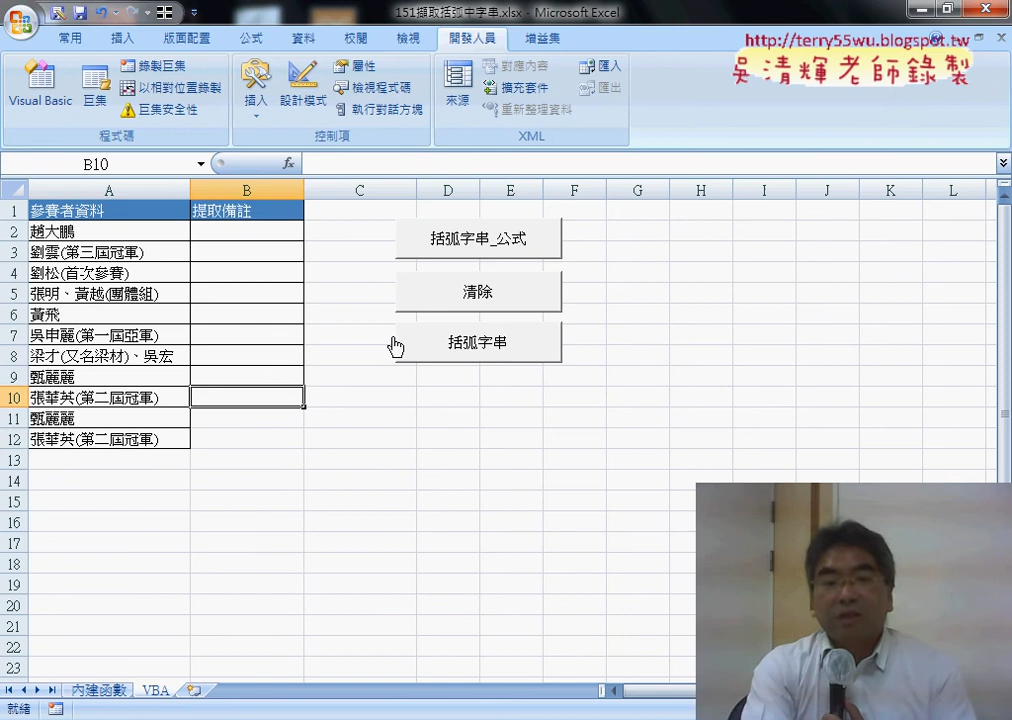 151擷取括弧中字串.xlsx - Microsoft Excel
常用 插入 版面配置 公式 資料 校閱 檢視 開發人員 增益集
http://terry55wu.blogspot.tw
吳清輝老師錄製
Visual Basic 巨集 錄製巨集 以相對位置錄製 巨集安全性
插入 設計模式 屬性 檢視程式碼 執行對話方塊
來源 對應內容 擴充套件 重新整理資料 匯入 匯出
程式碼 控制項 XML
B10 fx
A B C D E F G H I J K L
1 參賽者資料 提取備註
2 趙大鵬
括弧字串_公式
3 劉雲(第三屆冠軍)
4 劉松(首次參賽)
5 張明、黃越(團體組)
清除
6 黃飛
7 吳申麗(第一屆亞軍)
括弧字串
8 梁才(又名梁材)、吳宏
9 甄麗麗
10 張華英(第二屆冠軍)
11 甄麗麗
12 張華英(第二屆冠軍)
13
14
15
16
17
18
19
20
21
22
23
內建函數 VBA
就緒